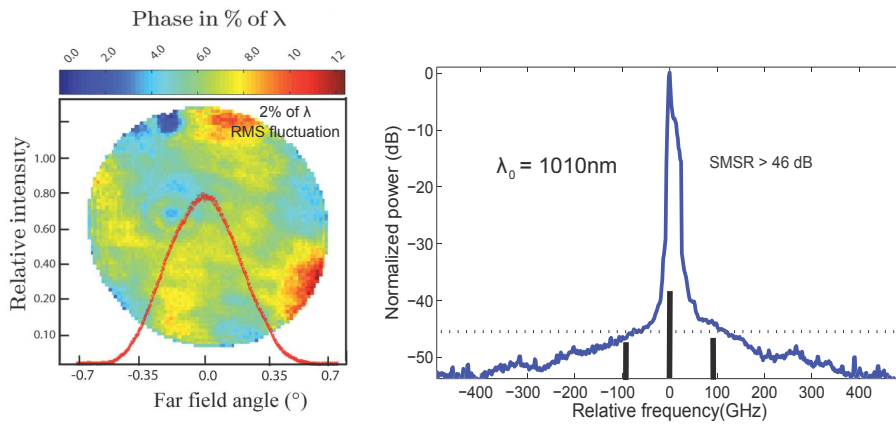 Phase in % of λ
0.0 2.0 4.0 6.0 8.0 10 12
2% of λ
RMS fluctuation
Relative intensity
1.00
0.80
0.60
0.40
0.20
0.10
-0.7 -0.35 0.0 0.35 0.7
Far field angle (°)
Normalized power (dB)
0
−10
−20
−30
−40
−50
λ0 = 1010nm
SMSR > 46 dB
−400 −300 −200 −100 0 100 200 300 400
Relative frequency(GHz)